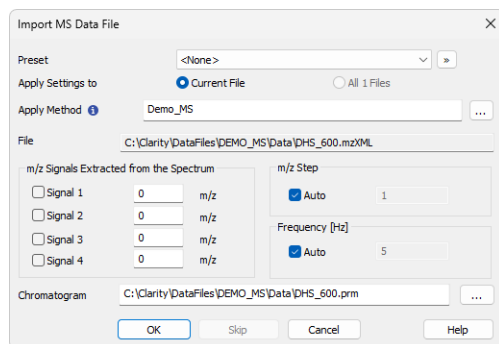 Import MS Data File
Preset <None> »
Apply Settings to Current File All 1 Files
Apply Method Demo_MS ...
File C:\Clarity\DataFiles\DEMO_MS\Data\DHS_600.mzXML
m/z Signals Extracted from the Spectrum m/z Step
Signal 1 0 m/z Auto 1
Signal 2 0 m/z
Frequency [Hz]
Signal 3 0 m/z Auto 5
Signal 4 0 m/z
Chromatogram C:\Clarity\DataFiles\DEMO_MS\Data\DHS_600.prm ...
OK Skip Cancel Help